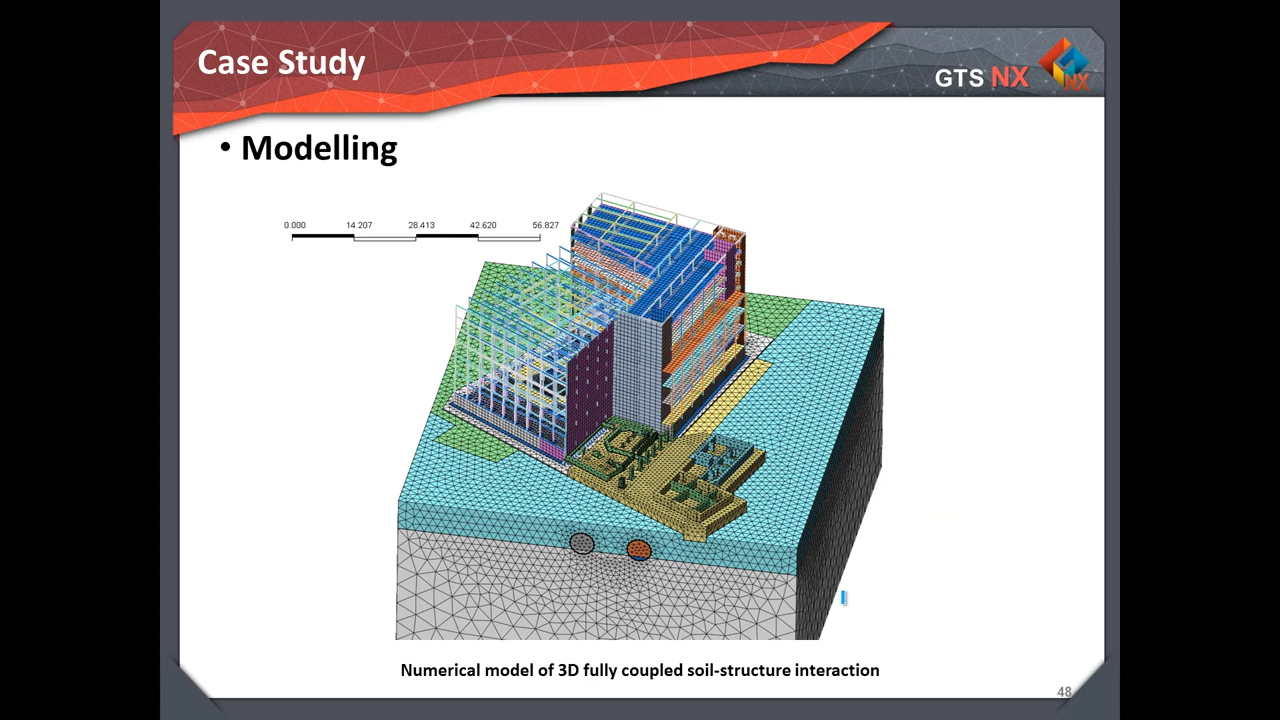 Case Study
GTS NX
NX
• Modelling
0.000 14.207 28.413 42.620 56.827
Numerical model of 3D fully coupled soil-structure interaction
48